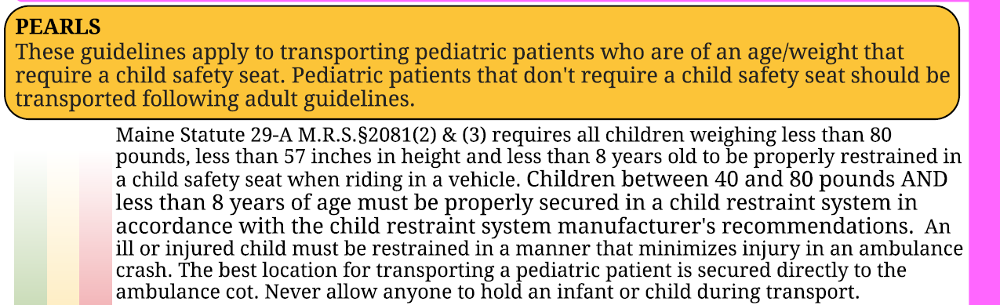 PEARLS
These guidelines apply to transporting pediatric patients who are of an age/weight that
require a child safety seat. Pediatric patients that don't require a child safety seat should be
transported following adult guidelines.
Maine Statute 29-A M.R.S.§2081(2) & (3) requires all children weighing less than 80
pounds, less than 57 inches in height and less than 8 years old to be properly restrained in
a child safety seat when riding in a vehicle. Children between 40 and 80 pounds AND
less than 8 years of age must be properly secured in a child restraint system in
accordance with the child restraint system manufacturer's recommendations. An
ill or injured child must be restrained in a manner that minimizes injury in an ambulance
crash. The best location for transporting a pediatric patient is secured directly to the
ambulance cot. Never allow anyone to hold an infant or child during transport.